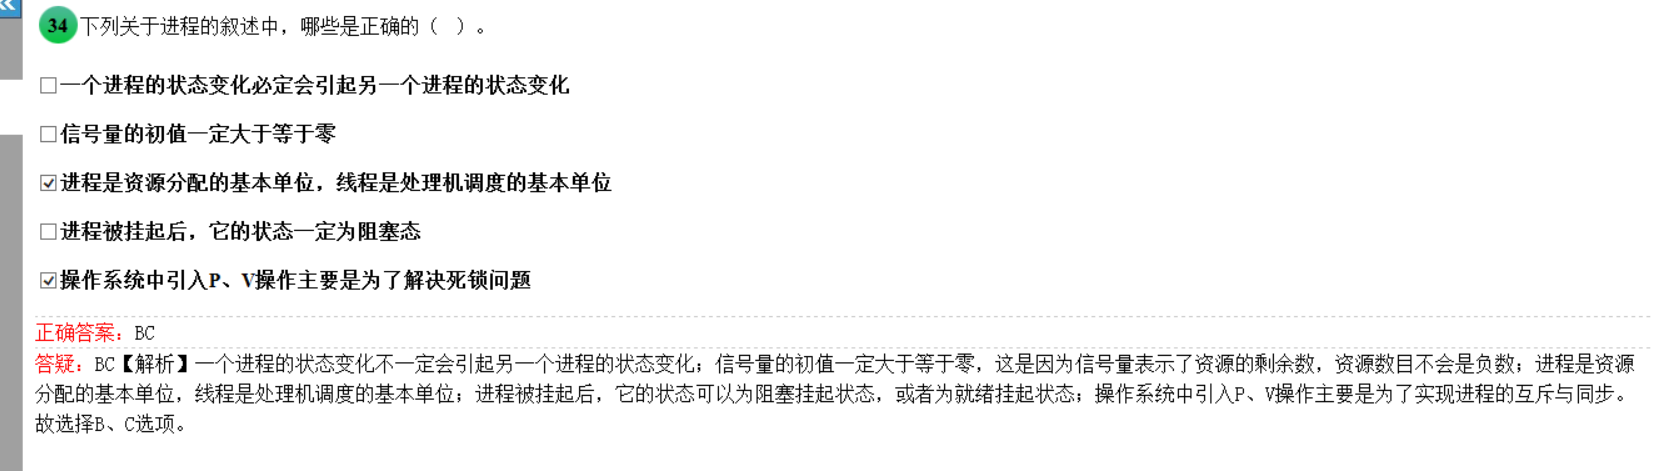 34 下列关于进程的叙述中，哪些是正确的（ ）。
一个进程的状态变化必定会引起另一个进程的状态变化
信号量的初值一定大于等于零
进程是资源分配的基本单位，线程是处理机调度的基本单位
进程被挂起后，它的状态一定为阻塞态
操作系统中引入P、V操作主要是为了解决死锁问题
正确答案：BC
答疑：BC【解析】一个进程的状态变化不一定会引起另一个进程的状态变化；信号量的初值一定大于等于零，这是因为信号量表示了资源的剩余数，资源数目不会是负数；进程是资源
分配的基本单位，线程是处理机调度的基本单位；进程被挂起后，它的状态可以为阻塞挂起状态，或者为就绪挂起状态；操作系统中引入P、V操作主要是为了实现进程的互斥与同步。
故选择B、C选项。